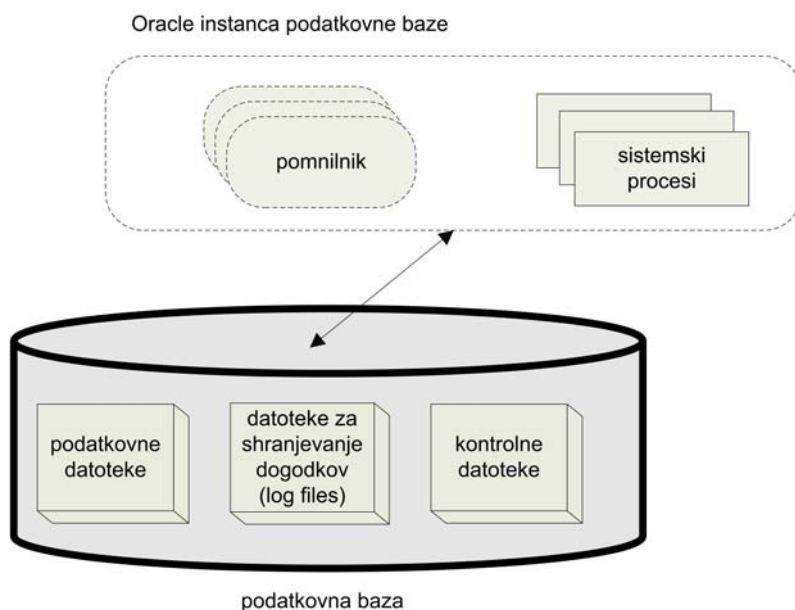 Oracle instanca podatkovne baze
pomnilnik
sistemski
procesi
podatkovne
datoteke
datoteke za
shranjevanje
dogodkov
(log files)
kontrolne
datoteke
podatkovna baza